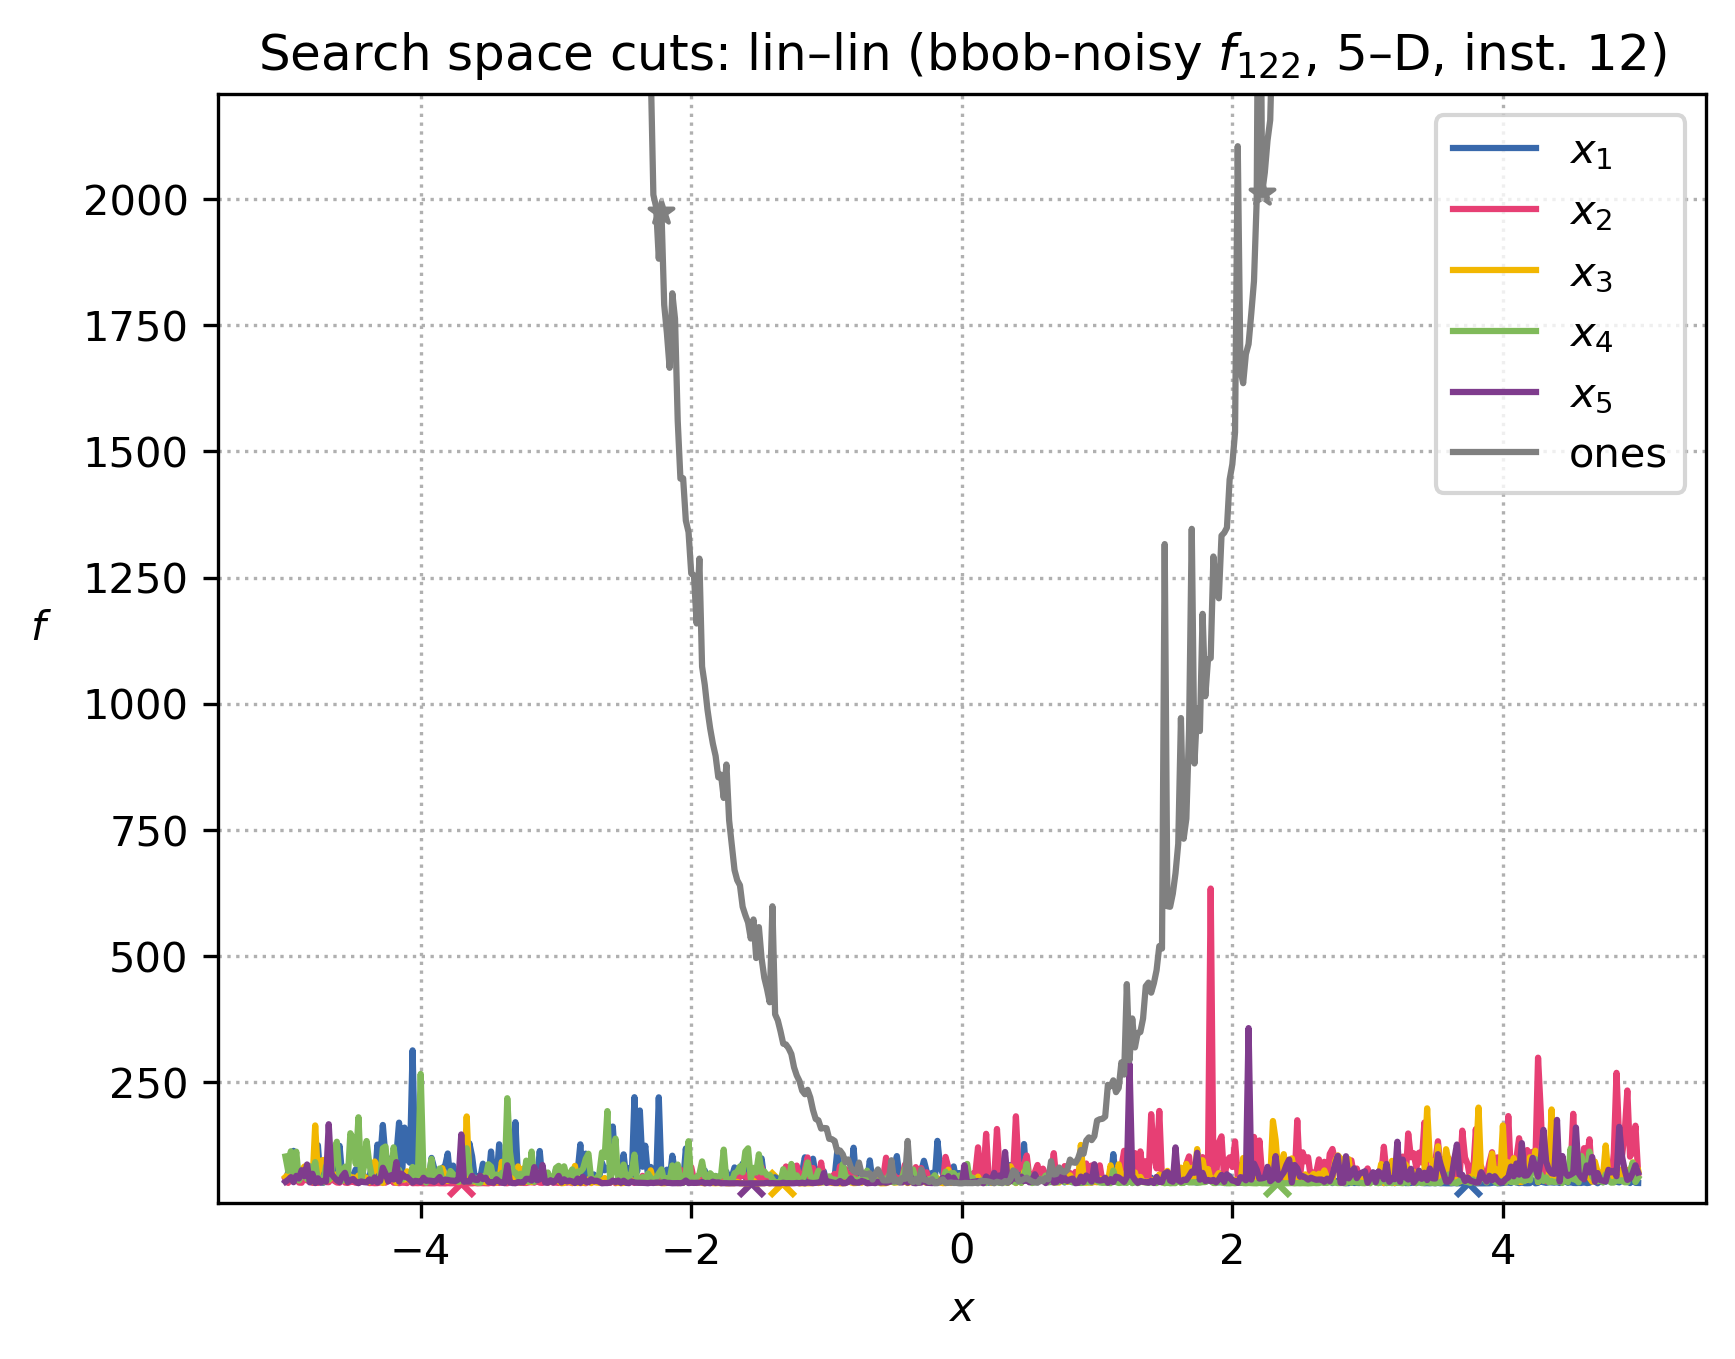 Search space cuts: lin–lin (bbob-noisy f₁₂₂, 5–D, inst. 12)
x₁
x₂
x₃
x₄
x₅
ones
2000
1750
1500
1250
1000
750
500
250
f
−4
−2
0
2
4
x